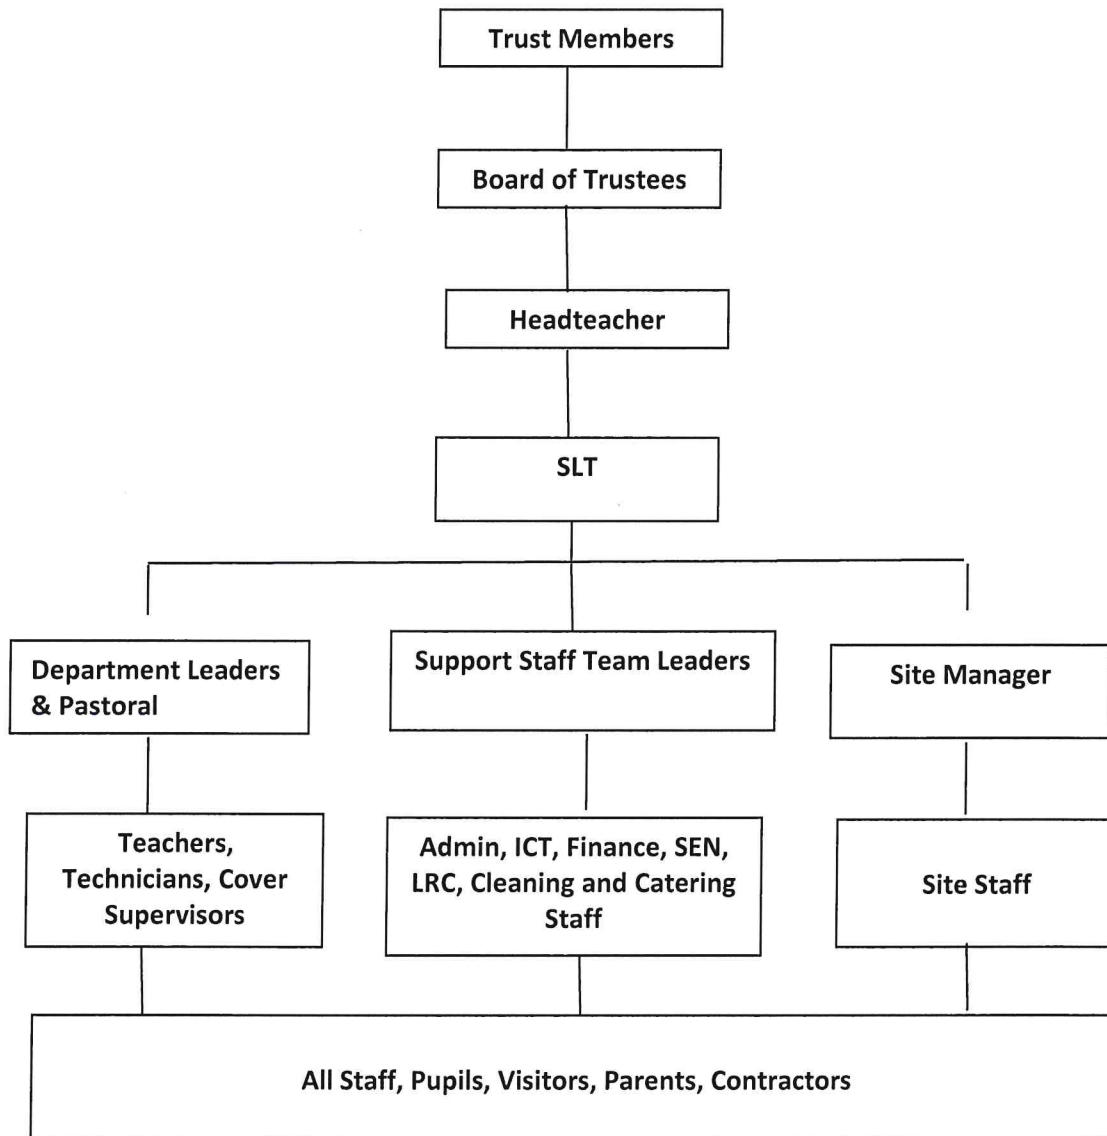 Trust Members
Board of Trustees
Headteacher
SLT
Department Leaders
& Pastoral
Support Staff Team Leaders
Site Manager
Teachers,
Technicians, Cover
Supervisors
Admin, ICT, Finance, SEN,
LRC, Cleaning and Catering
Staff
Site Staff
All Staff, Pupils, Visitors, Parents, Contractors